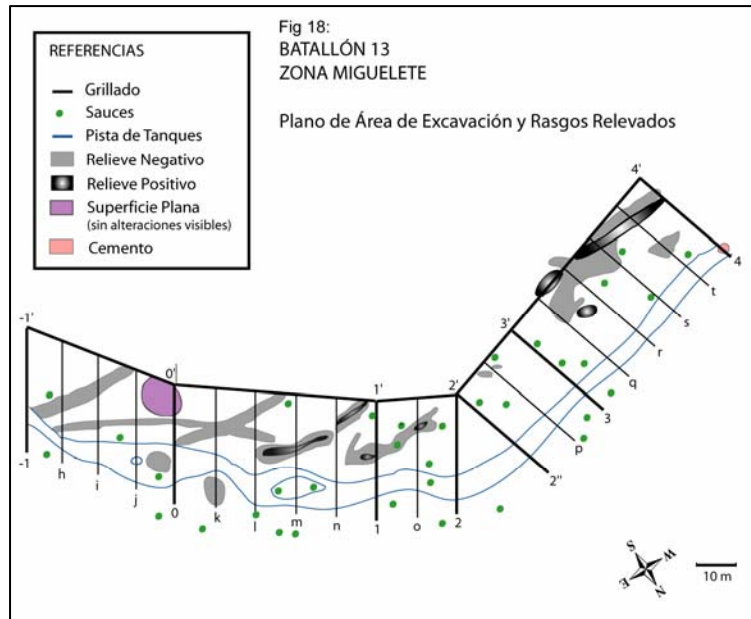 Fig 18:
BATALLÓN 13
ZONA MIGUELETE
Plano de Área de Excavación y Rasgos Relevados
REFERENCIAS
Grillado
Sauces
Pista de Tanques
Relieve Negativo
Relieve Positivo
Superficie Plana
(sin alteraciones visibles)
Cemento
4'
4
t
s
r
q
3'
3
p
2'
2''
-1'
0'
1'
-1
h
i
j
0
k
l
m
n
1
o
2
S
W
E
N
10 m